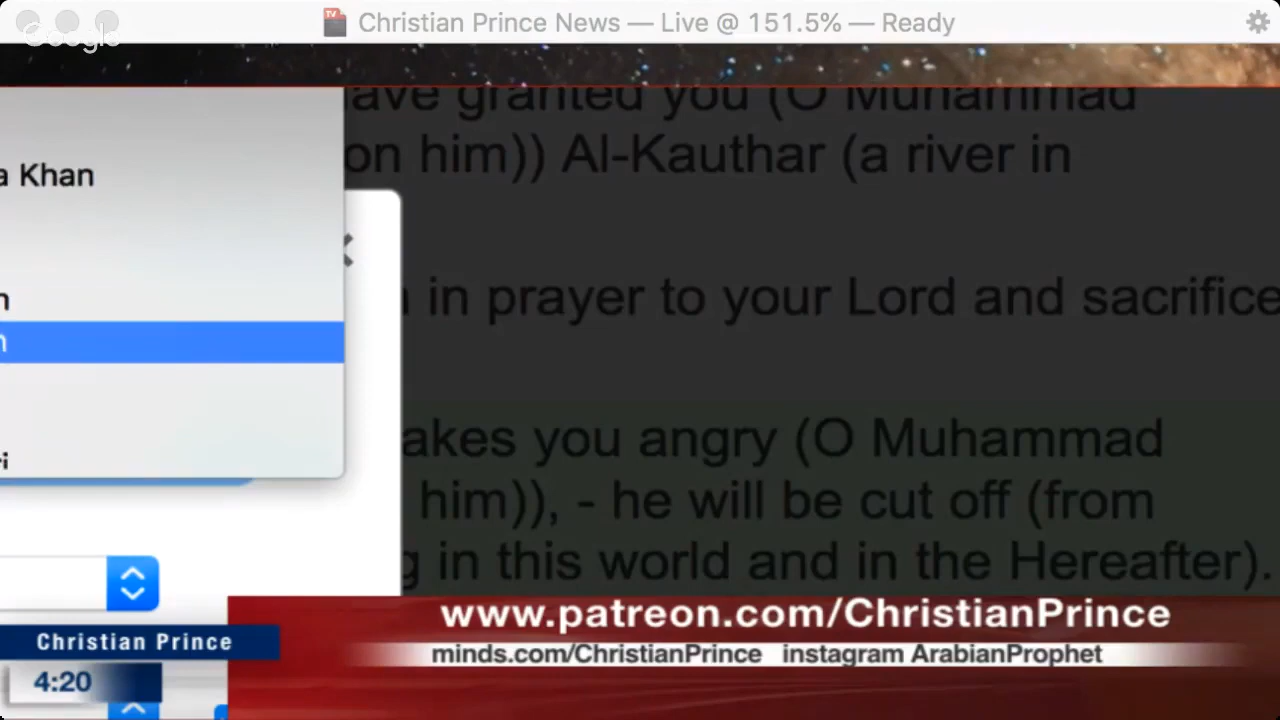 Christian Prince News — Live @ 151.5% — Ready
Google
ave granted you (O Muhammad
on him)) Al-Kauthar (a river in
a Khan
n in prayer to your Lord and sacrifice
akes you angry (O Muhammad
him)), - he will be cut off (from
g in this world and in the Hereafter).
www.patreon.com/ChristianPrince
Christian Prince
minds.com/ChristianPrince instagram ArabianProphet
4:20